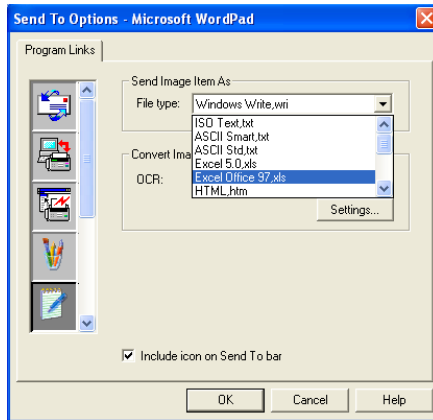 Send To Options - Microsoft WordPad
Program Links
Send Image Item As
File type: Windows Write,wri
ISO Text,txt
ASCII Smart,txt
ASCII Std,txt
Convert Ima
Excel 5.0,xls
OCR: Excel Office 97,xls
HTML,htm
Settings...
Include icon on Send To bar
OK Cancel Help